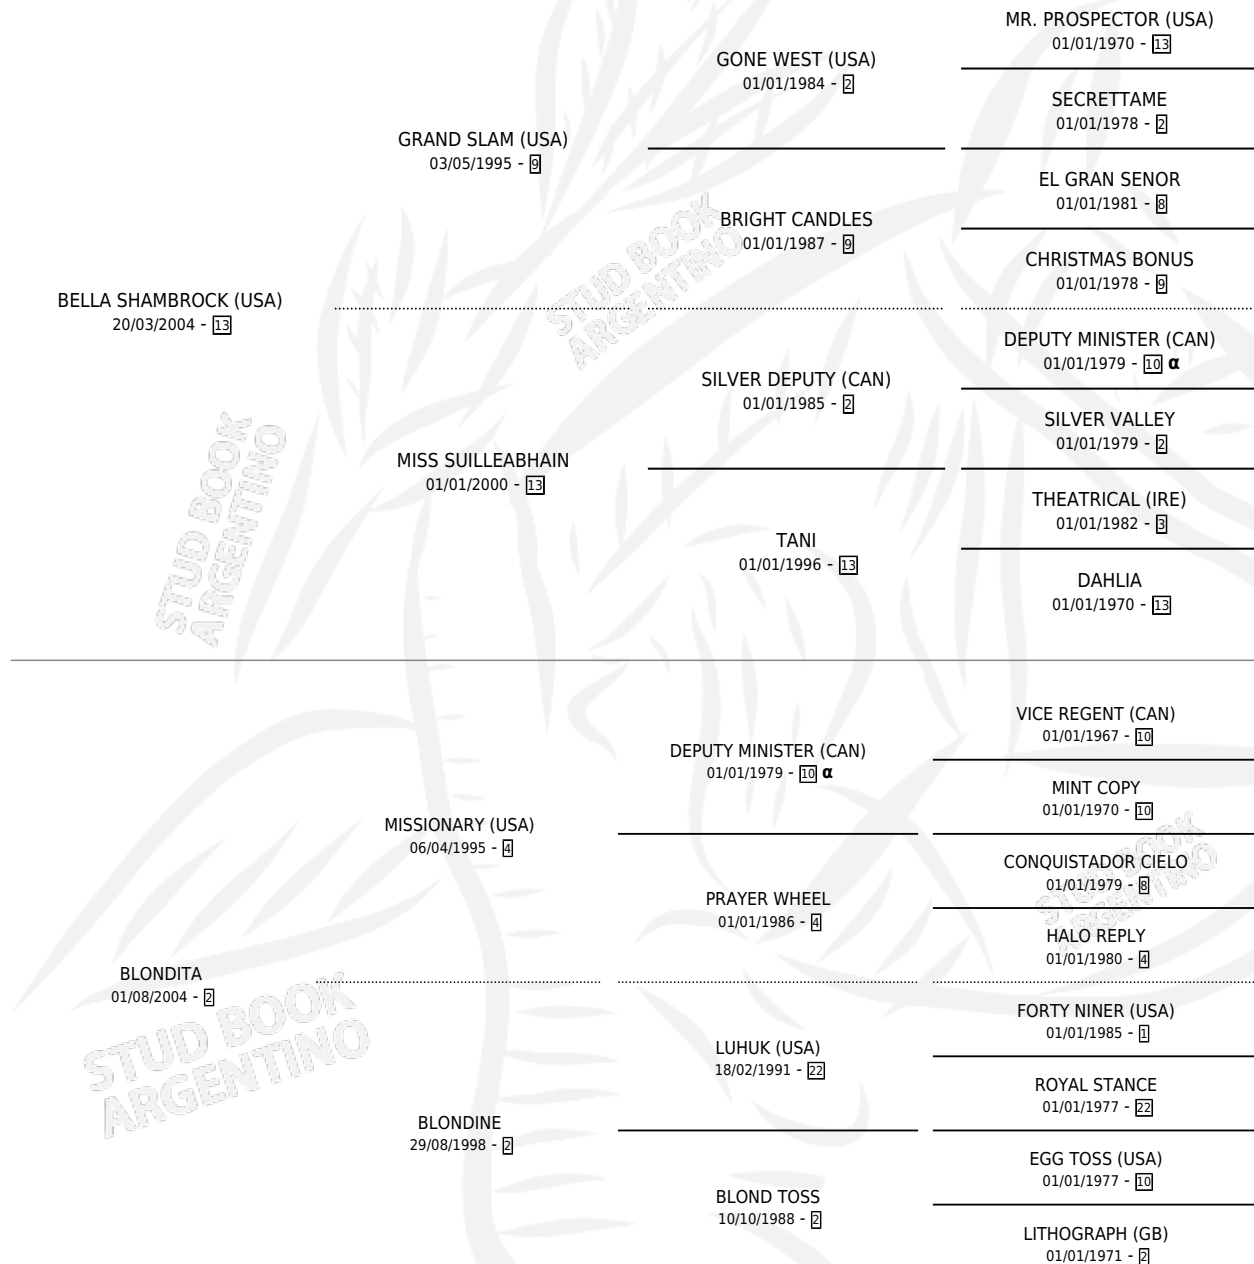 MR. PROSPECTOR (USA)
01/01/1970 - 13
GONE WEST (USA)
01/01/1984 - 2
SECRETTAME
01/01/1978 - 2
GRAND SLAM (USA)
03/05/1995 - 9
EL GRAN SENOR
01/01/1981 - 8
BRIGHT CANDLES
01/01/1987 - 9
CHRISTMAS BONUS
01/01/1978 - 9
BELLA SHAMBROCK (USA)
20/03/2004 - 13
DEPUTY MINISTER (CAN)
01/01/1979 - 10 α
SILVER DEPUTY (CAN)
01/01/1985 - 2
SILVER VALLEY
01/01/1979 - 2
MISS SUILLEABHAIN
01/01/2000 - 13
THEATRICAL (IRE)
01/01/1982 - 3
TANI
01/01/1996 - 13
DAHLIA
01/01/1970 - 13
VICE REGENT (CAN)
01/01/1967 - 10
DEPUTY MINISTER (CAN)
01/01/1979 - 10 α
MINT COPY
01/01/1970 - 10
MISSIONARY (USA)
06/04/1995 - 4
CONQUISTADOR CIELO
01/01/1979 - 8
PRAYER WHEEL
01/01/1986 - 4
HALO REPLY
01/01/1980 - 4
BLONDITA
01/08/2004 - 2
FORTY NINER (USA)
01/01/1985 - 1
LUHUK (USA)
18/02/1991 - 22
ROYAL STANCE
01/01/1977 - 22
BLONDINE
29/08/1998 - 2
EGG TOSS (USA)
01/01/1977 - 10
BLOND TOSS
10/10/1988 - 2
LITHOGRAPH (GB)
01/01/1971 - 2
STUD BOOK
ARGENTINO
STUD BOOK
ARGENTINO
STUD BOOK
ARGENTINO
STUD BOOK
ARGENTINO